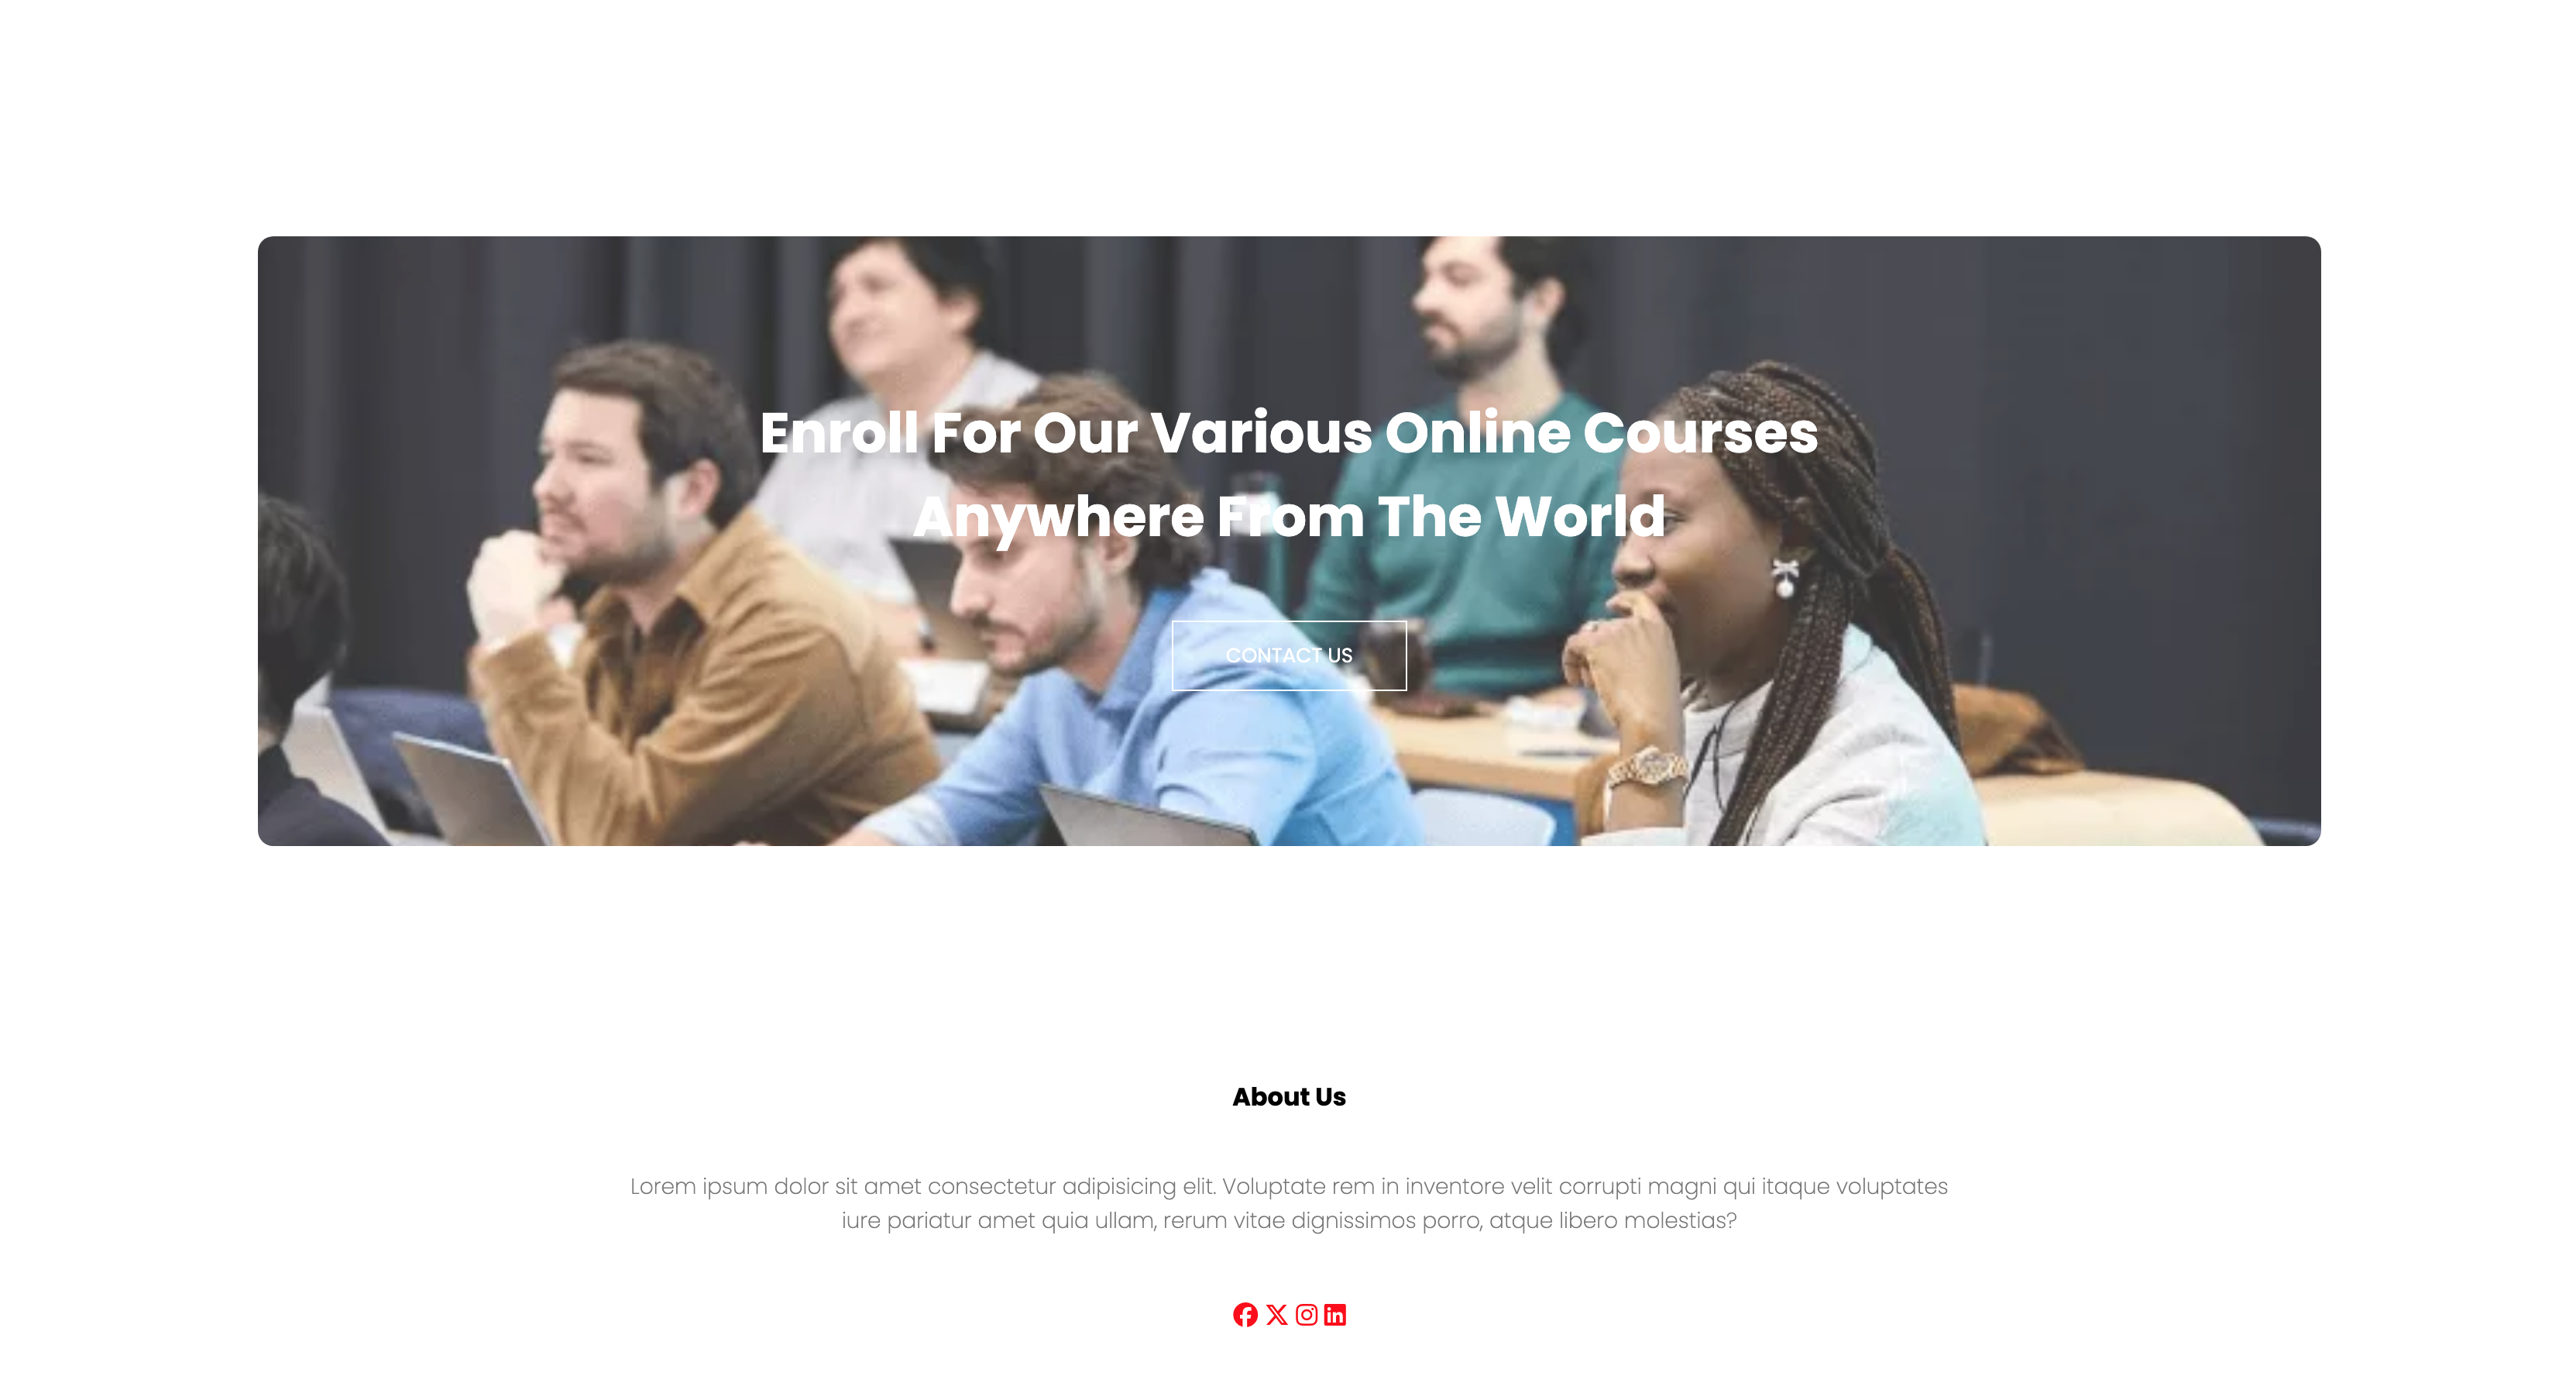 Enroll For Our Various Online Courses
Anywhere From The World
CONTACT US
About Us
Lorem ipsum dolor sit amet consectetur adipisicing elit. Voluptate rem in inventore velit corrupti magni qui itaque voluptates
iure pariatur amet quia ullam, rerum vitae dignissimos porro, atque libero molestias?